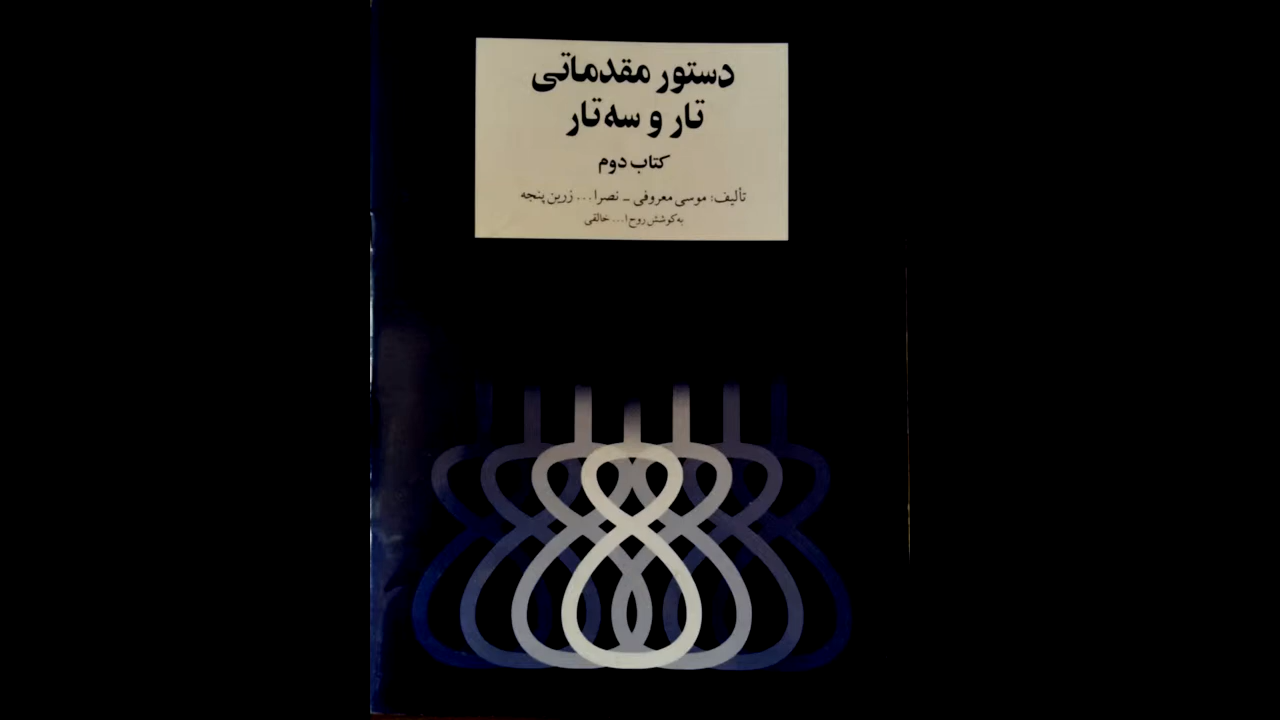 دستور مقدماتی
تار و سه‌تار
کتاب دوم
تألیف: موسی معروفی ـ نصرا... زرین پنجه
به‌کوشش روح ا... خالقی